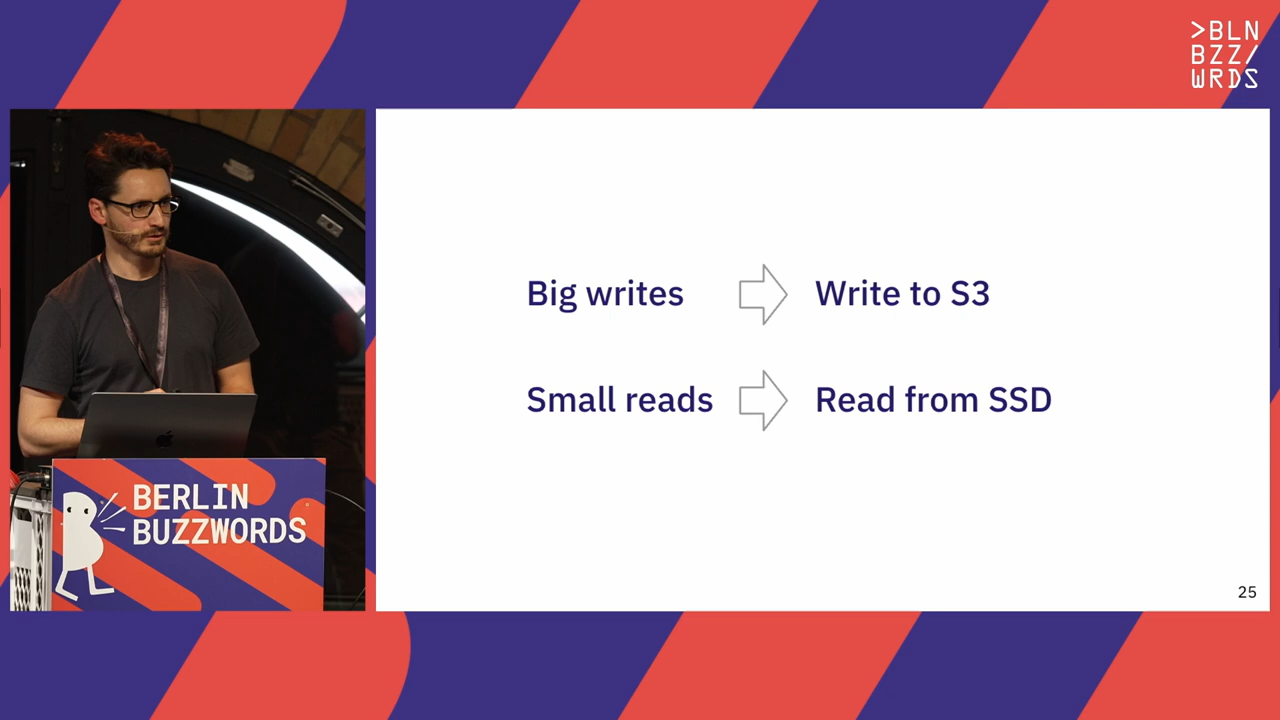 >BLN
BZZ/
WRDS
Big writes Write to S3
Small reads Read from SSD
BERLIN
BUZZWORDS
25